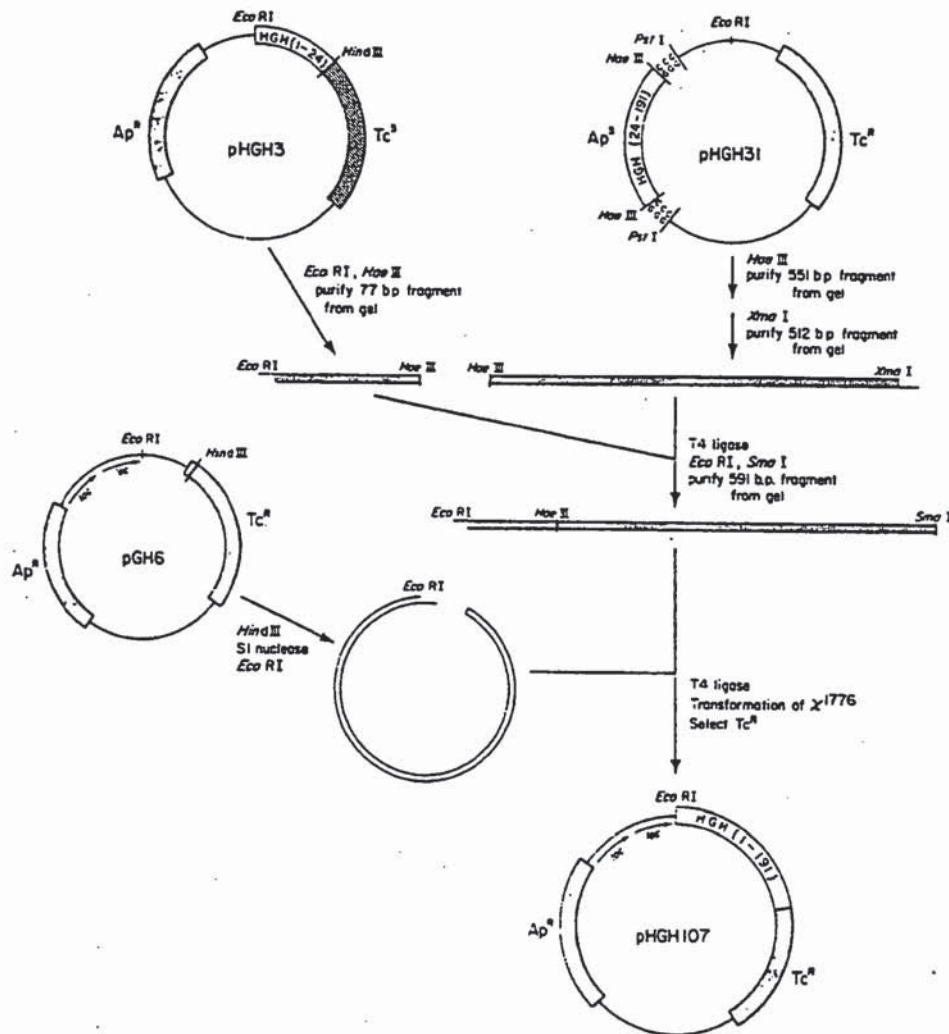 Eco RI
HGH (1-24)
Hind III
Ap^R
Tc^S
pHGH3
Eco RI
Pst I
Hae III
Ap^S
HGH (24-191)
pHGH31
Tc^R
Hae III
Pst I
Eco RI, Hae III
purify 77 bp fragment
from gel
Hae III
purify 551 bp fragment
from gel
Xma I
purify 512 bp fragment
from gel
Eco RI
Hae III
Hae III
Xma I
T4 ligase
Eco RI, Sma I
purify 591 b.p. fragment
from gel
Eco RI
Hind III
Tc^R
Ap^R
pGH6
Eco RI
Hae III
Sma I
Hind III
S1 nuclease
Eco RI
Eco RI
T4 ligase
Transformation of χ1776
Select Tc^R
Eco RI
HGH (1-191)
Ap^R
pHGH107
Tc^R